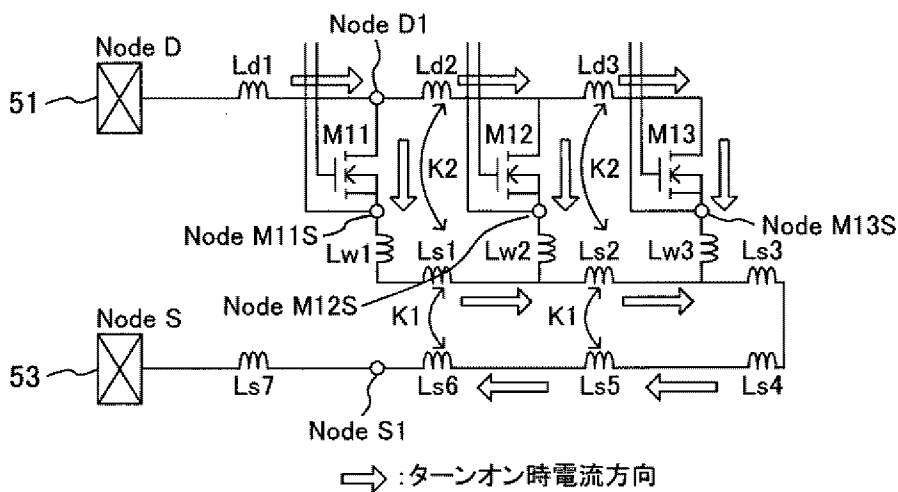 Node D1
Node D
Ld1
Ld2
Ld3
51
M11
M12
M13
K2
K2
Node M11S
Node M13S
Lw1
Ls1
Lw2
Ls2
Lw3
Ls3
Node M12S
Node S
K1
K1
53
Ls7
Ls6
Ls5
Ls4
Node S1
:ターンオン時電流方向